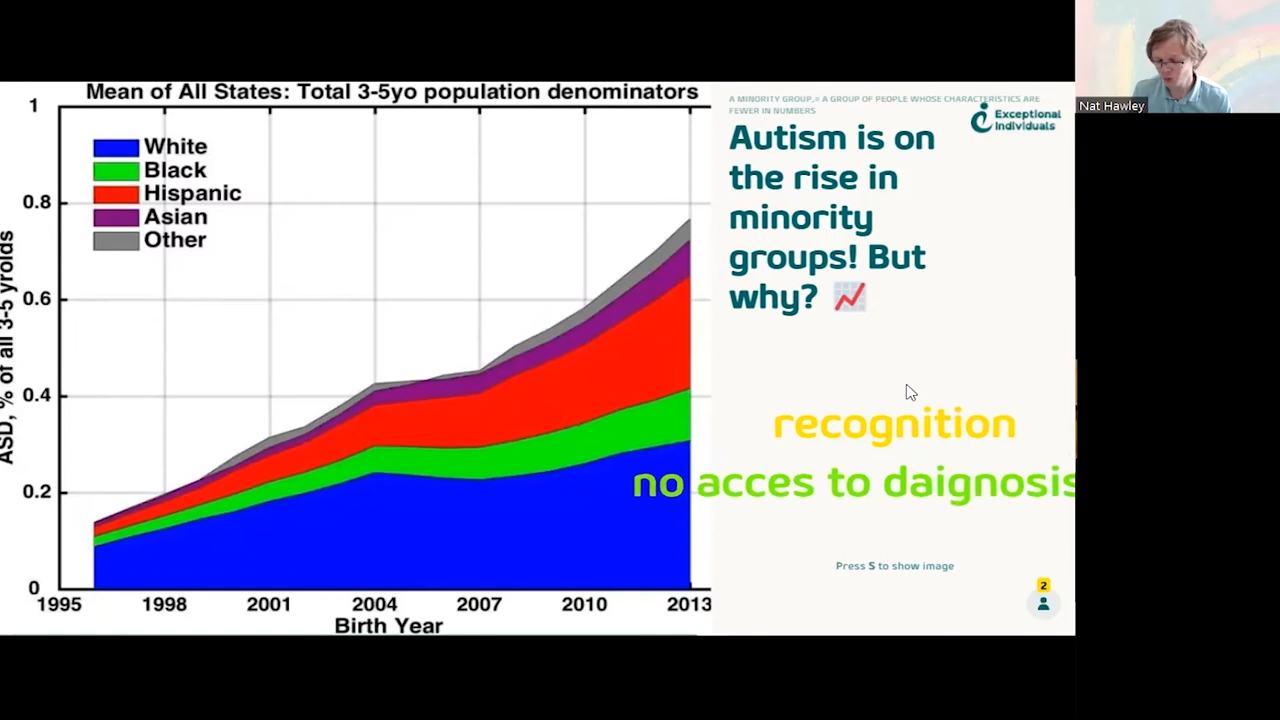 Mean of All States: Total 3-5yo population denominators
1
0.8
0.6
0.4
0.2
0
ASD, % of all 3-5 yrolds
White
Black
Hispanic
Asian
Other
1995 1998 2001 2004 2007 2010 2013
Birth Year
A MINORITY GROUP,= A GROUP OF PEOPLE WHOSE CHARACTERISTICS ARE
FEWER IN NUMBERS
Exceptional
Individuals
Autism is on
the rise in
minority
groups! But
why?
recognition
no acces to daignosis
Press S to show image
2
Nat Hawley